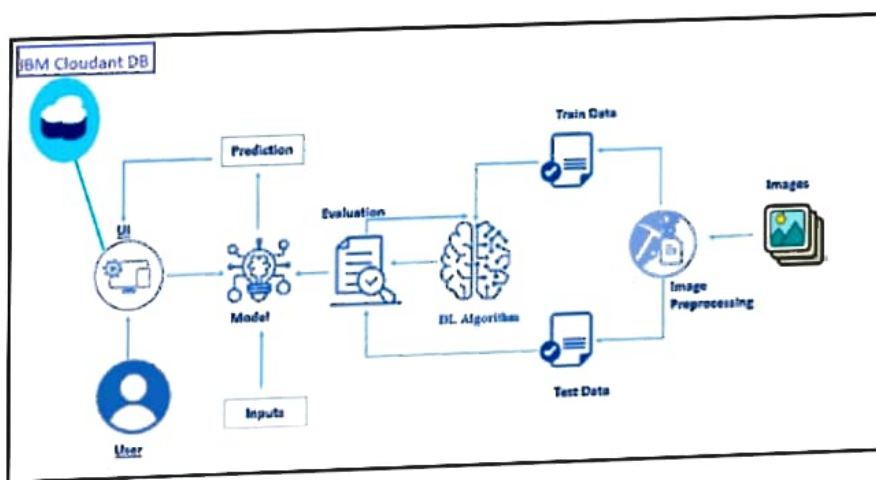 IBM Cloudant DB
Train Data
Prediction
Images
Evaluation
UI
Image
Preprocessing
Model
DL Algorithm
Inputs
Test Data
User